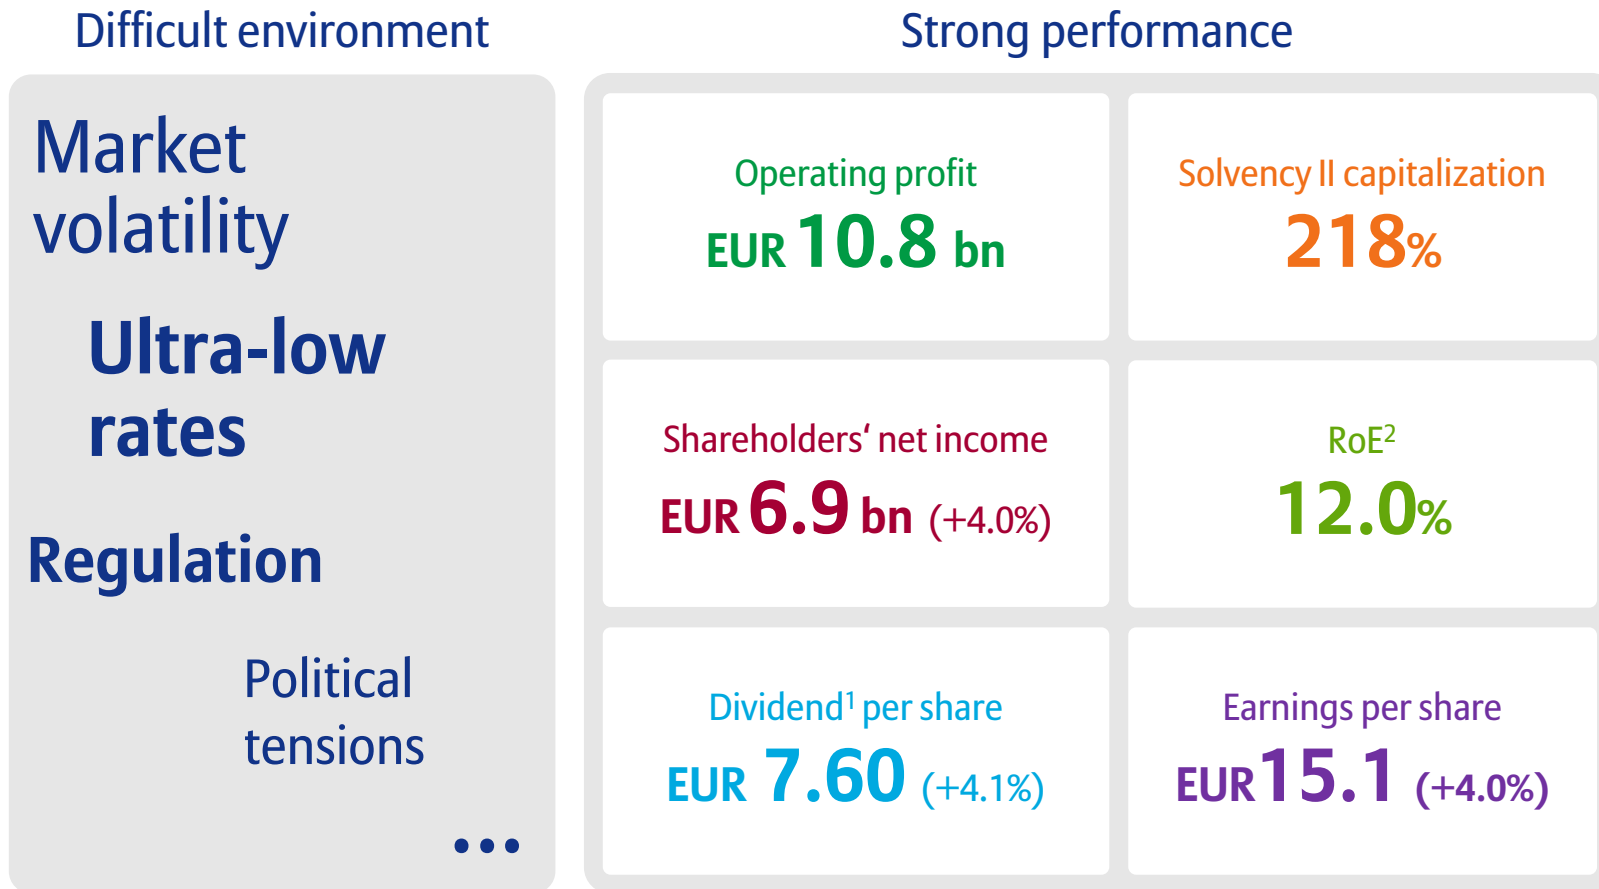 Difficult environment
Market
volatility
Ultra-low
rates
Regulation
Political
tensions
...
Strong performance
Operating profit
EUR 10.8 bn
Solvency II capitalization
218%
Shareholders‘ net income
EUR 6.9 bn (+4.0%)
RoE²
12.0%
Dividend¹ per share
EUR 7.60 (+4.1%)
Earnings per share
EUR 15.1 (+4.0%)